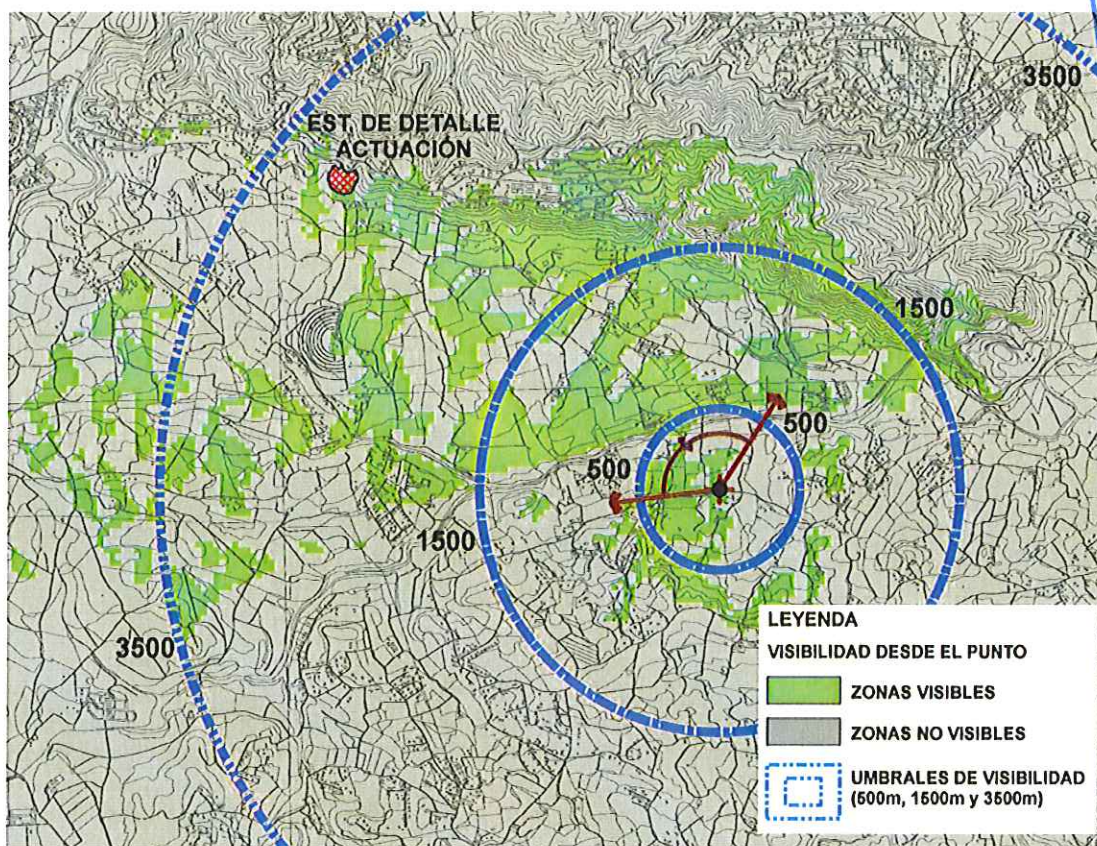 3500
EST. DE DETALLE
ACTUACIÓN
1500
500
500
1500
3500
LEYENDA
VISIBILIDAD DESDE EL PUNTO
ZONAS VISIBLES
ZONAS NO VISIBLES
UMBRALES DE VISIBILIDAD
(500m, 1500m y 3500m)